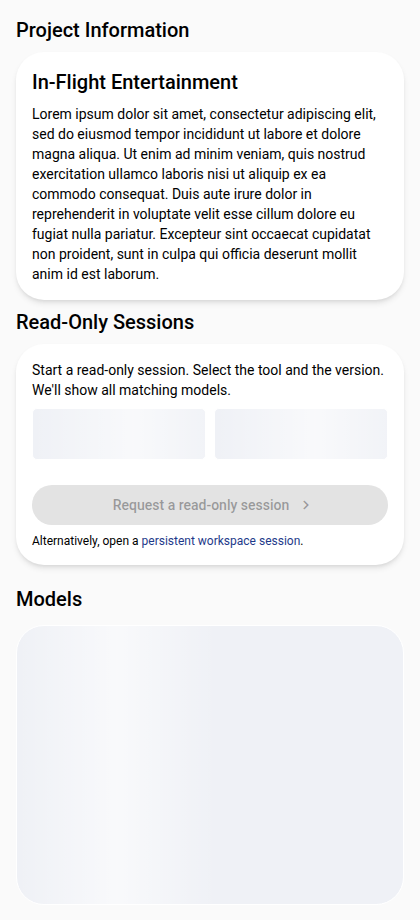 Project Information
In-Flight Entertainment
Lorem ipsum dolor sit amet, consectetur adipiscing elit,
sed do eiusmod tempor incididunt ut labore et dolore
magna aliqua. Ut enim ad minim veniam, quis nostrud
exercitation ullamco laboris nisi ut aliquip ex ea
commodo consequat. Duis aute irure dolor in
reprehenderit in voluptate velit esse cillum dolore eu
fugiat nulla pariatur. Excepteur sint occaecat cupidatat
non proident, sunt in culpa qui officia deserunt mollit
anim id est laborum.
Read-Only Sessions
Start a read-only session. Select the tool and the version.
We'll show all matching models.
Request a read-only session
Alternatively, open a persistent workspace session.
Models